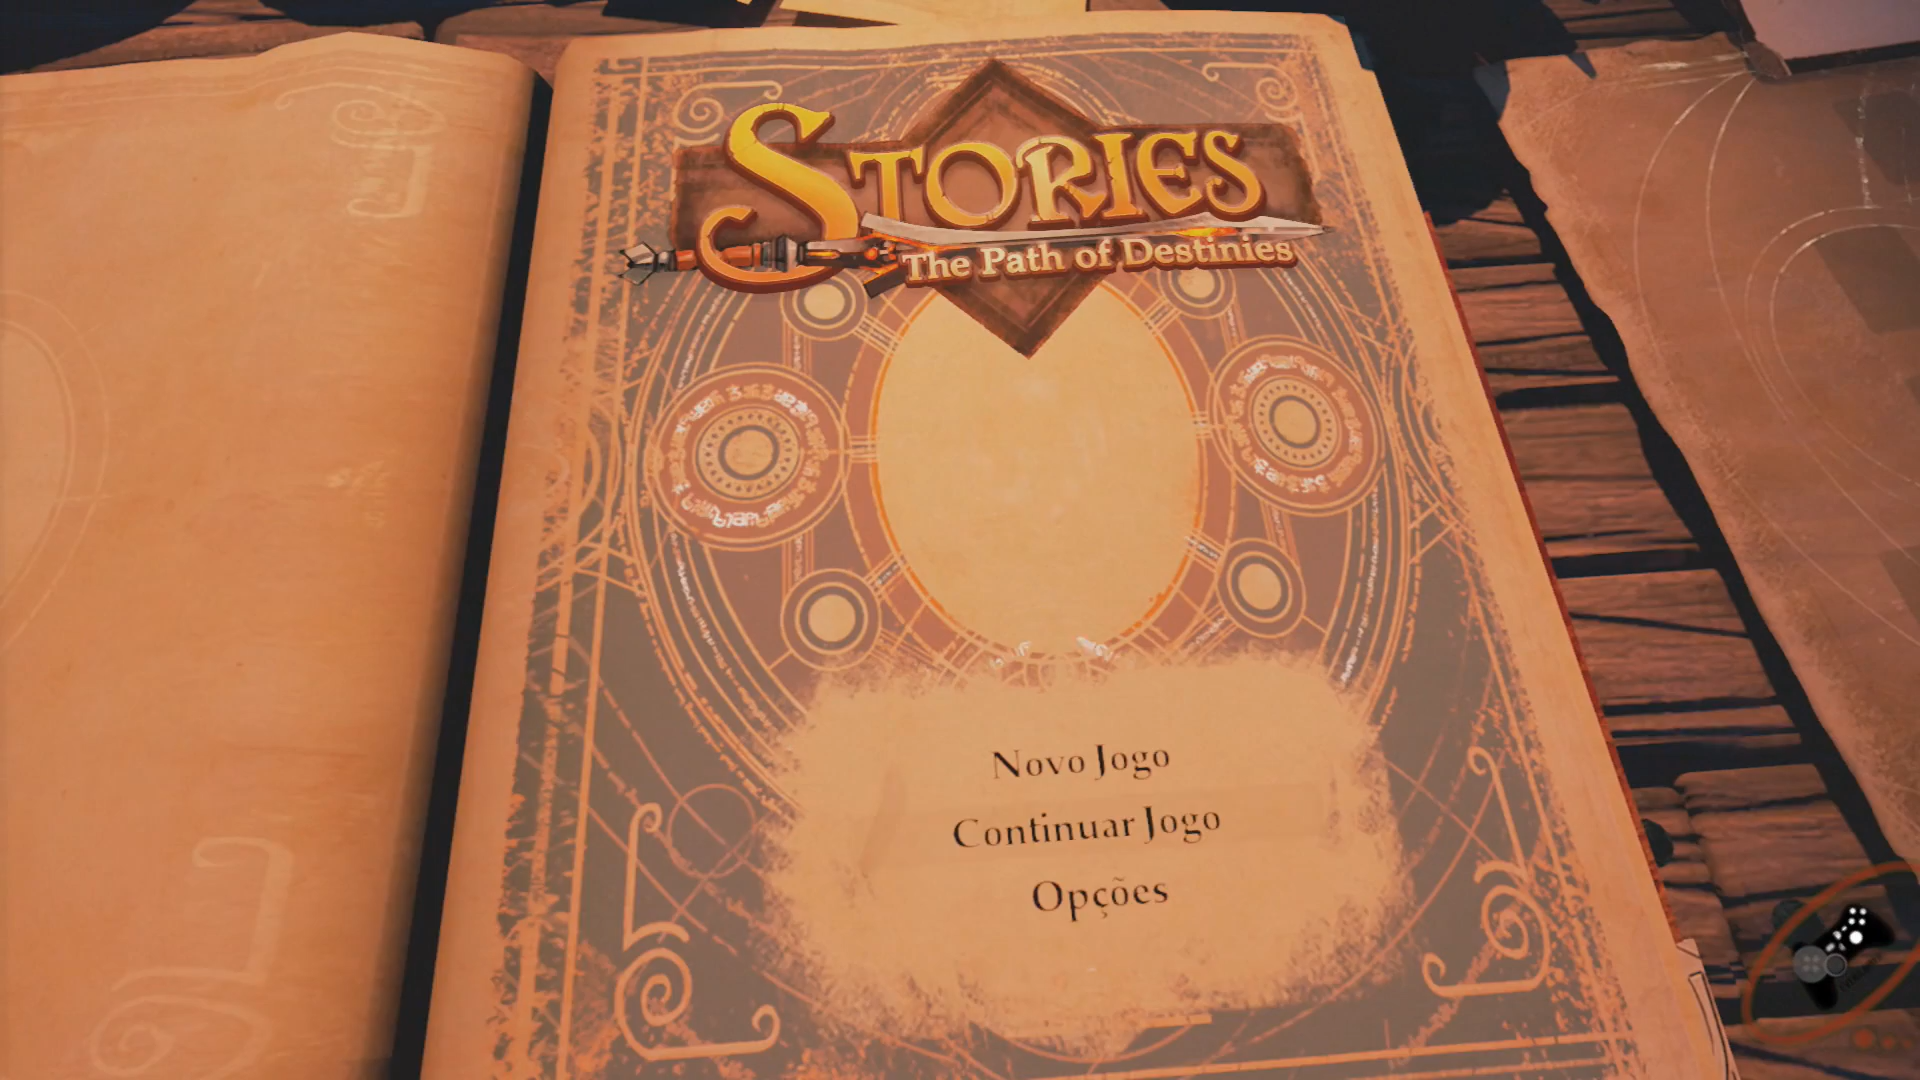 STORIES
The Path of Destinies
Novo Jogo
Continuar Jogo
Opções